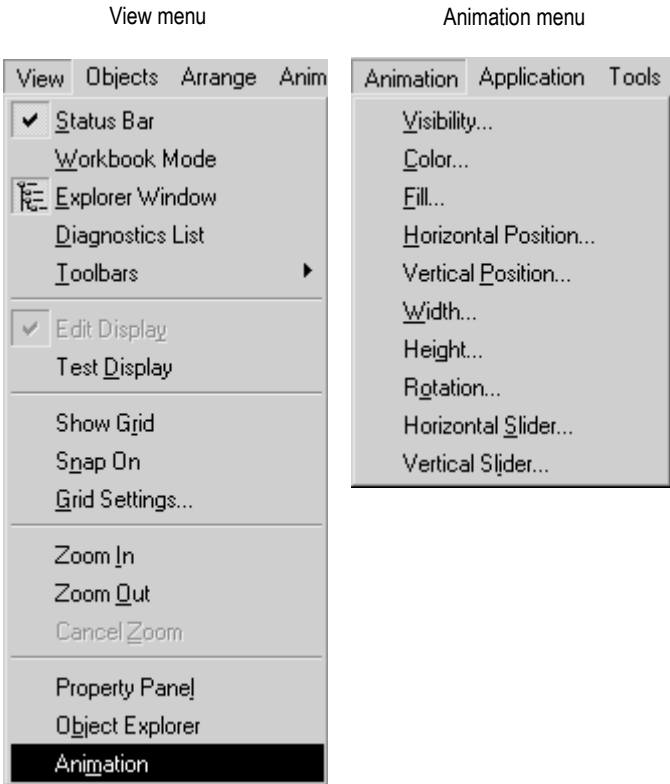 View menu
View Objects Arrange Anim
Status Bar
Workbook Mode
Explorer Window
Diagnostics List
Toolbars
Edit Display
Test Display
Show Grid
Snap On
Grid Settings...
Zoom In
Zoom Out
Cancel Zoom
Property Panel
Object Explorer
Animation
Animation menu
Animation Application Tools
Visibility...
Color...
Fill...
Horizontal Position...
Vertical Position...
Width...
Height...
Rotation...
Horizontal Slider...
Vertical Slider...